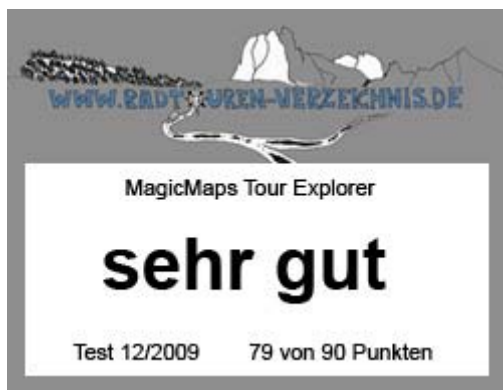 WWW.RADTOUREN-VERZEICHNIS.DE
MagicMaps Tour Explorer
sehr gut
Test 12/2009 79 von 90 Punkten